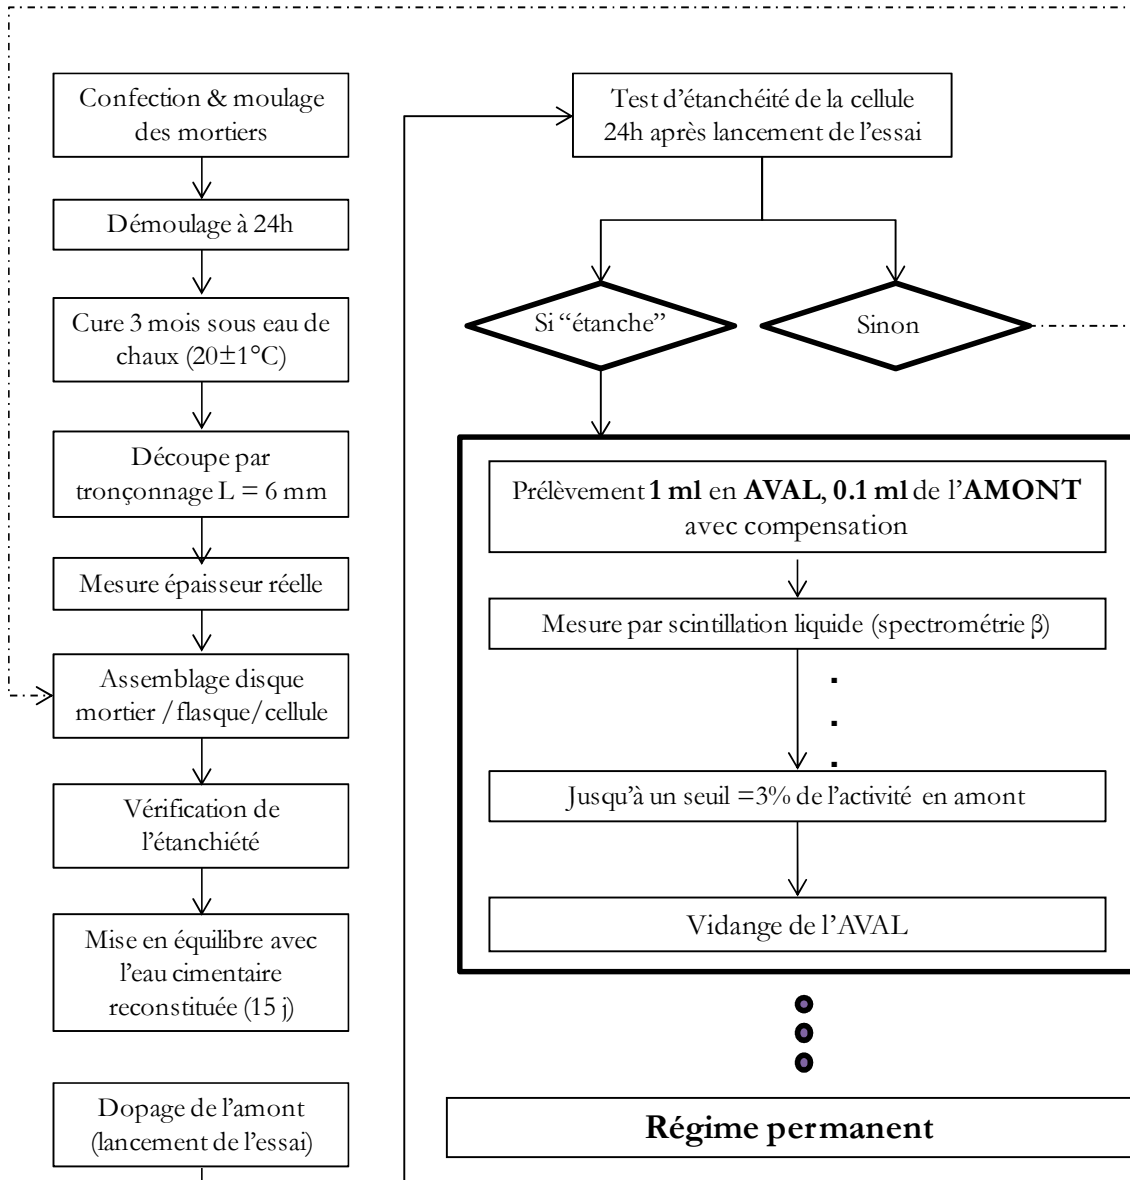 Confection & moulage
des mortiers
Démoulage à 24h
Cure 3 mois sous eau de
chaux (20±1°C)
Découpe par
tronçonnage L = 6 mm
Mesure épaisseur réelle
Assemblage disque
mortier /flasque/cellule
Vérification de
l'étanchiété
Mise en équilibre avec
l'eau cimentaire
reconstituée (15 j)
Dopage de l'amont
(lancement de l'essai)
Test d'étanchéité de la cellule
24h après lancement de l'essai
Si "étanche"
Sinon
Prélèvement 1 ml en AVAL, 0.1 ml de l'AMONT
avec compensation
Mesure par scintillation liquide (spectrométrie β)
Jusqu'à un seuil =3% de l'activité en amont
Vidange de l'AVAL
Régime permanent